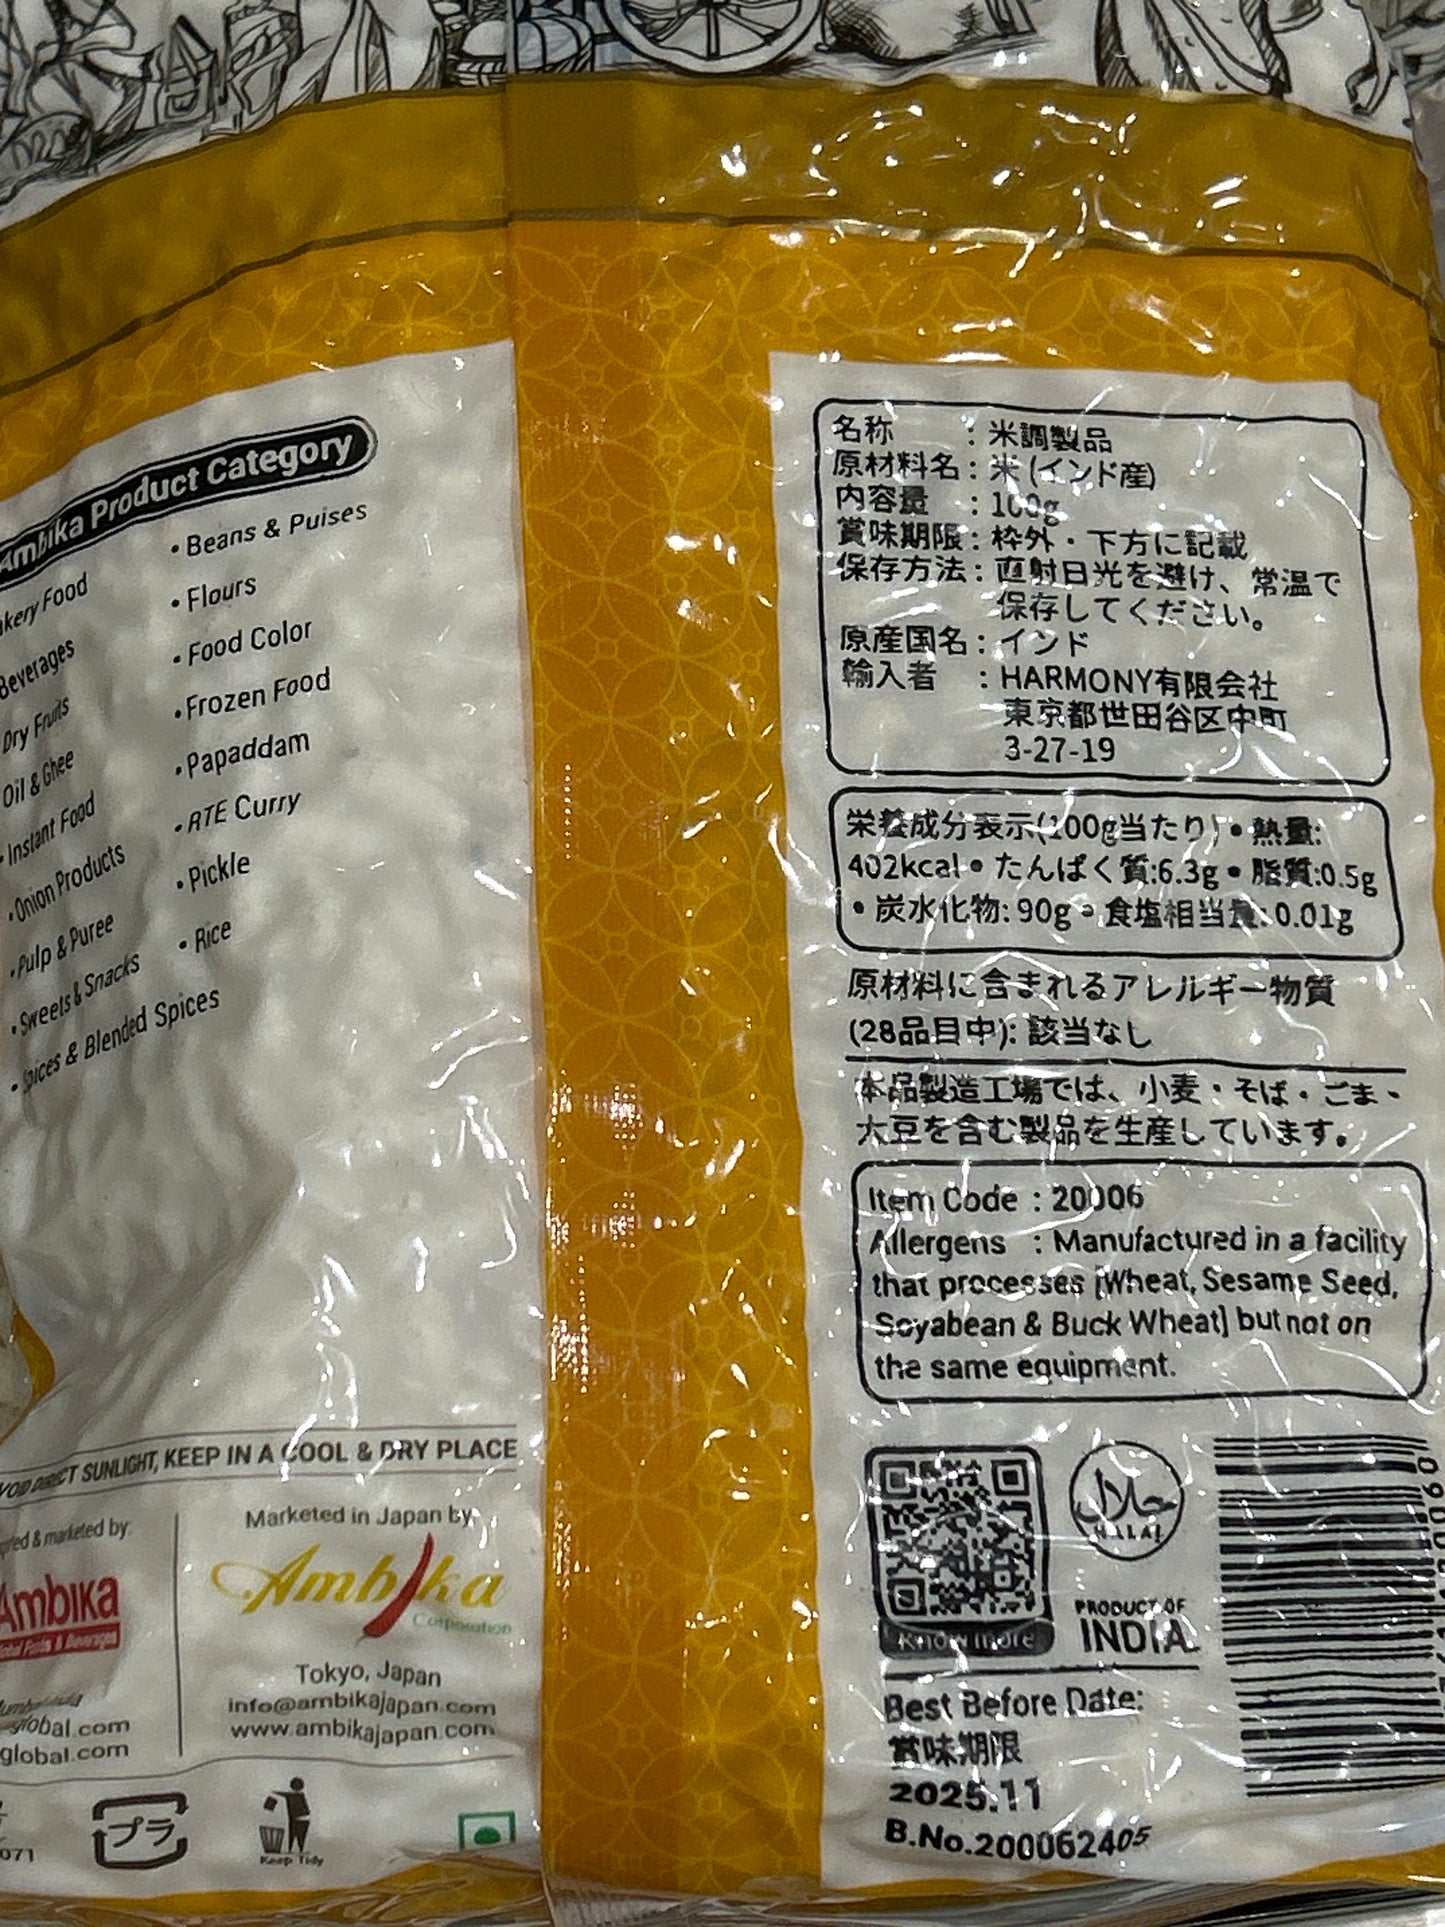 Ambika Product Category
• Beans & Pulses
• Flours
• Food Color
• Frozen Food
• Papaddam
• RTE Curry
• Pickle
• Rice
Food
Beverages
Dry Fruits
Oil & Ghee
• Instant Food
• Onion Products
• Pulp & Puree
• Sweets & Snacks
• Spices & Blended Spices
DIRECT SUNLIGHT, KEEP IN A COOL & DRY PLACE
& marketed by:
Ambika
Foods & Beverages
global.com
global.com
Marketed in Japan by
Ambika
Corporation
Tokyo, Japan
info@ambikajapan.com
www.ambikajapan.com
071
プラ
Keep Tidy
名称 : 米調製品
原材料名 : 米 (インド産)
内容量 : 100g
賞味期限 : 枠外・下方に記載
保存方法 : 直射日光を避け、常温で
保存してください。
原産国名 : インド
輸入者 : HARMONY有限会社
東京都世田谷区中町
3-27-19
栄養成分表示(100g当たり) • 熱量:
402kcal • たんぱく質:6.3g • 脂質:0.5g
• 炭水化物: 90g • 食塩相当量: 0.01g
原材料に含まれるアレルギー物質
(28品目中): 該当なし
本品製造工場では、小麦・そば・ごま・
大豆を含む製品を生産しています。
Item Code : 20006
Allergens : Manufactured in a facility
that processes [Wheat, Sesame Seed,
Soyabean & Buck Wheat] but not on
the same equipment.
حلال
HALAL
Know more
PRODUCT OF
INDIA
Best Before Date:
賞味期限
2025.11
B.No.200062405